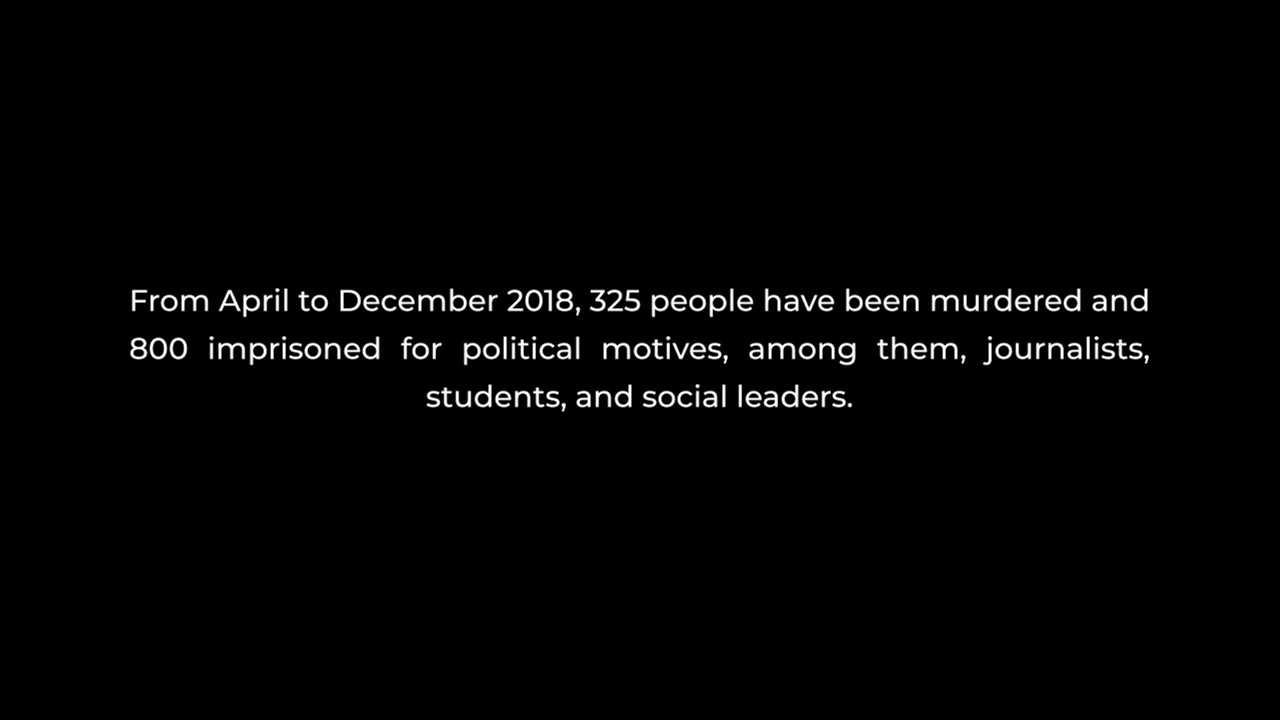 From April to December 2018, 325 people have been murdered and
800 imprisoned for political motives, among them, journalists,
students, and social leaders.